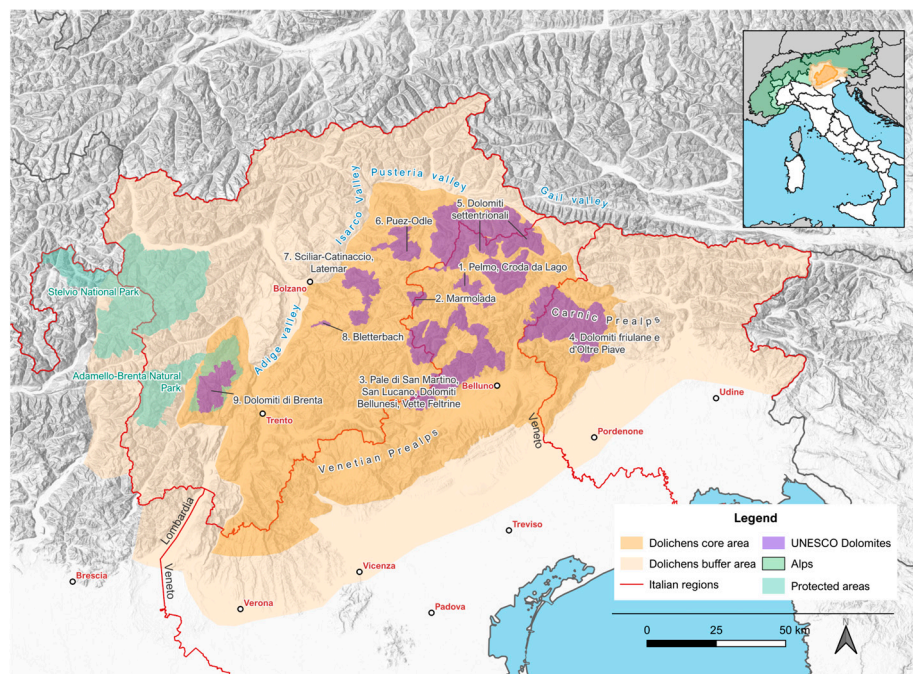 Pusteria valley
Isarco Valley
Gail valley
5. Dolomiti
settentrionali
6. Puez-Odle
7. Sciliar-Catinaccio,
Latemar
1. Pelmo, Croda da Lago
Stelvio National Park
Bolzano
2. Marmolada
Carnic Prealps
Adige valley
8. Bletterbach
4. Dolomiti friulane e
d'Oltre Piave
Adamello-Brenta Natural
Park
3. Pale di San Martino,
San Lucano, Dolomiti
Bellunesi, Vette Feltrine
Belluno
9. Dolomiti di Brenta
Udine
Trento
Veneto
Pordenone
Venetian Prealps
Lombardia
Veneto
Treviso
Brescia
Vicenza
Verona
Padova
Legend
Dolichens core area
Dolichens buffer area
Italian regions
UNESCO Dolomites
Alps
Protected areas
0 25 50 km